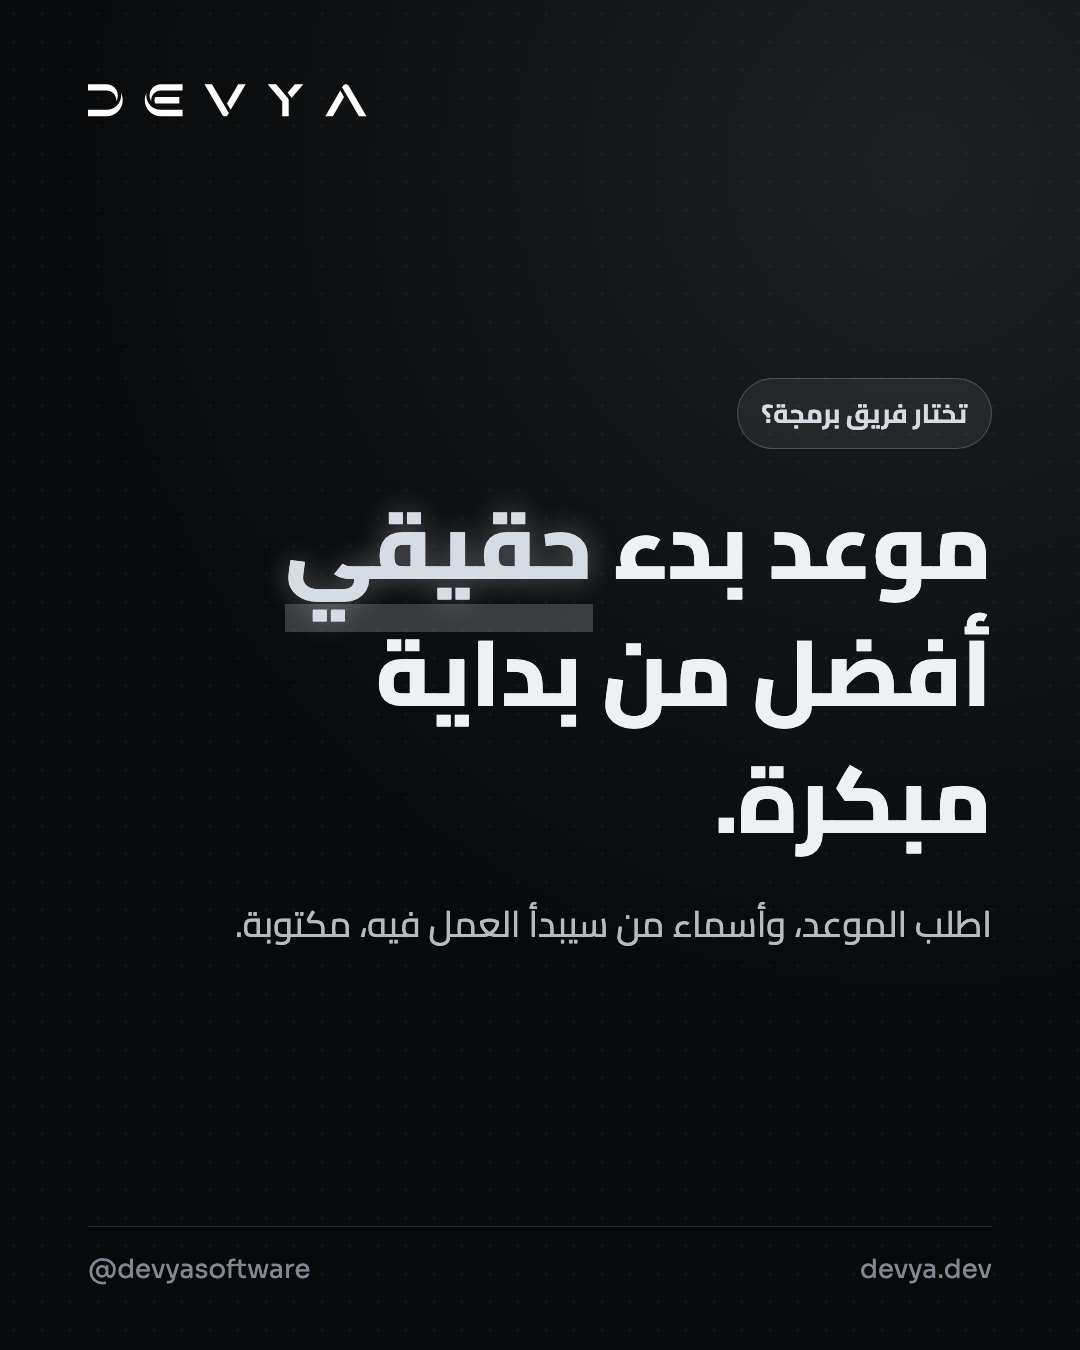 DEVYA
تختار فريق برمجة؟
موعد بدء حقيقي
أفضل من بداية
مبكرة.
اطلب الموعد، وأسماء من سيبدأ العمل فيه، مكتوبة.
@devyasoftware
devya.dev